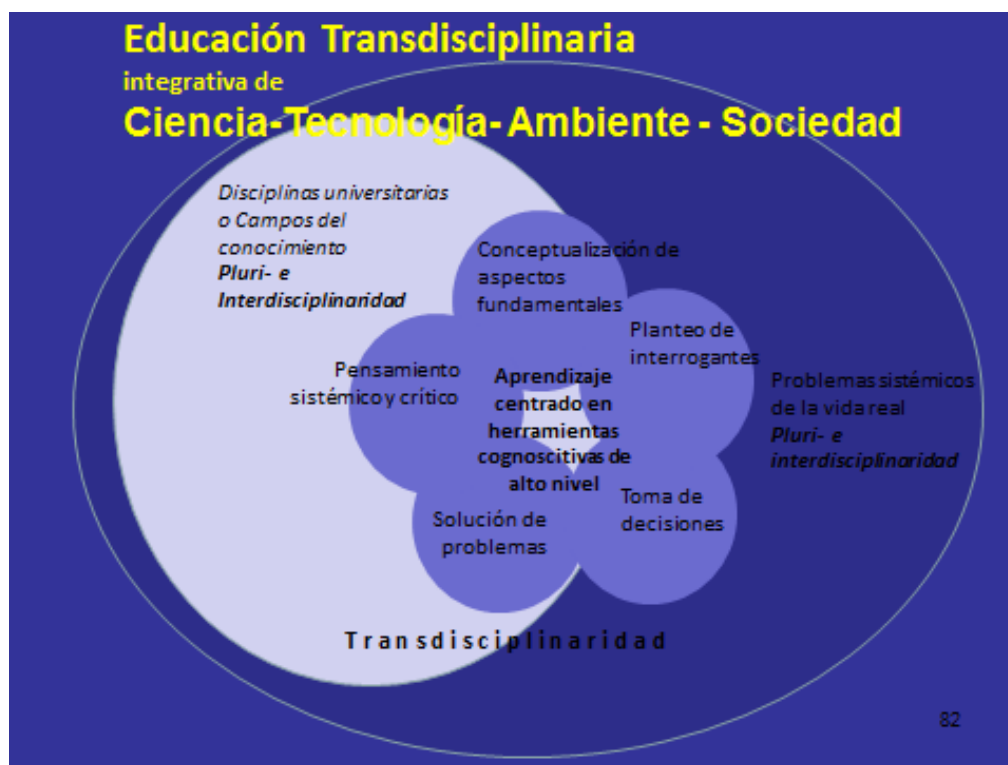 Educación Transdisciplinaria
integrativa de
Ciencia-Tecnología- Ambiente - Sociedad
Disciplinas universitarias
o Campos del
conocimiento
Pluri- e
Interdisciplinaridad
Conceptualización de
aspectos
fundamentales
Planteo de
interrogantes
Pensamiento
sistémico y crítico
Aprendizaje
centrado en
herramientas
cognoscitivas de
alto nivel
Problemas sistémicos
de la vida real
Pluri- e
interdisciplinaridad
Toma de
decisiones
Solución de
problemas
Transdisciplinaridad
82